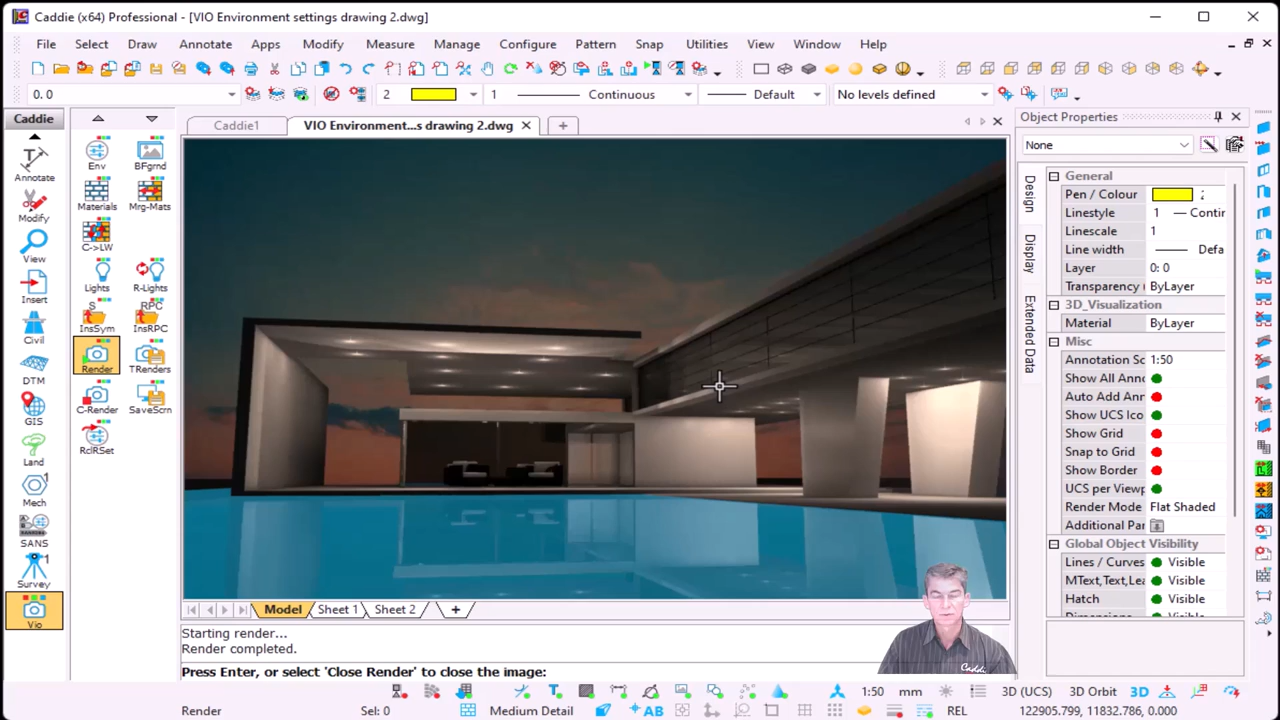 Caddie (x64) Professional - [VIO Environment settings drawing 2.dwg]
File Select Draw Annotate Apps Modify Measure Manage Configure Pattern Snap Utilities View Window Help
0. 0 2 1 Continuous Default No levels defined
Caddie
Caddie1
VIO Environment...s drawing 2.dwg
Annotate
Modify
View
Insert
Civil
DTM
GIS
Land
Mech
SANS
Survey
Vio
Env BFgrnd
Materials Mrg-Mats
C->LW
Lights R-Lights
S RPC
InsSym InsRPC
Render TRenders
C-Render SaveScrn
RclRSet
Model Sheet 1 Sheet 2
Starting render...
Render completed.
Press Enter, or select 'Close Render' to close the image:
Object Properties
None
Design
Display
Extended Data
General
Pen / Colour
Linestyle 1 Contir
Linescale 1
Line width Defa
Layer 0: 0
Transparency ByLayer
3D_Visualization
Material ByLayer
Misc
Annotation Sc 1:50
Show All Anno
Auto Add Ann
Show UCS Ico
Show Grid
Snap to Grid
Show Border
UCS per Viewp
Render Mode Flat Shaded
Additional Par
Global Object Visibility
Lines / Curves Visible
MText,Text,Lea Visible
Hatch Visible
Dimensions
Caddi
1:50 mm 3D (UCS) 3D Orbit 3D
Render Sel: 0 Medium Detail AB REL 122905.799, 11832.786, 0.000